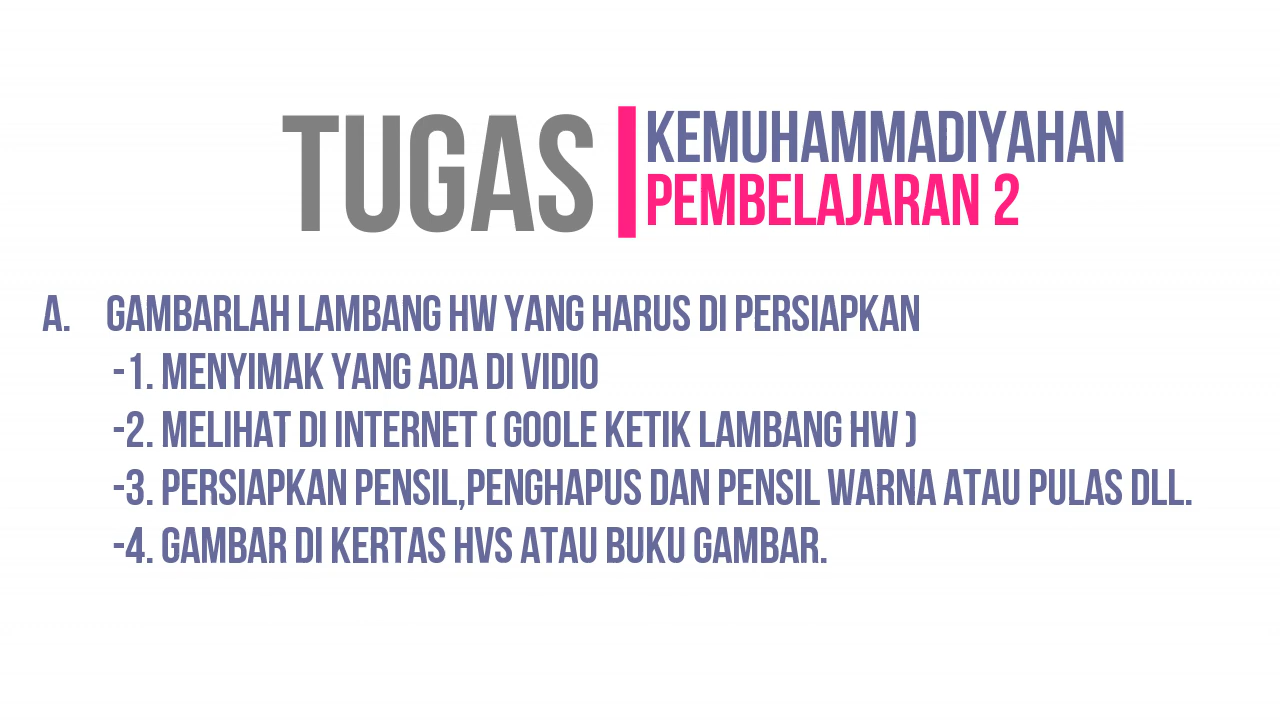 TUGAS
KEMUHAMMADIYAHAN
PEMBELAJARAN 2
A. GAMBARLAH LAMBANG HW YANG HARUS DI PERSIAPKAN
-1. MENYIMAK YANG ADA DI VIDIO
-2. MELIHAT DI INTERNET ( GOOLE KETIK LAMBANG HW )
-3. PERSIAPKAN PENSIL,PENGHAPUS DAN PENSIL WARNA ATAU PULAS DLL.
-4. GAMBAR DI KERTAS HVS ATAU BUKU GAMBAR.